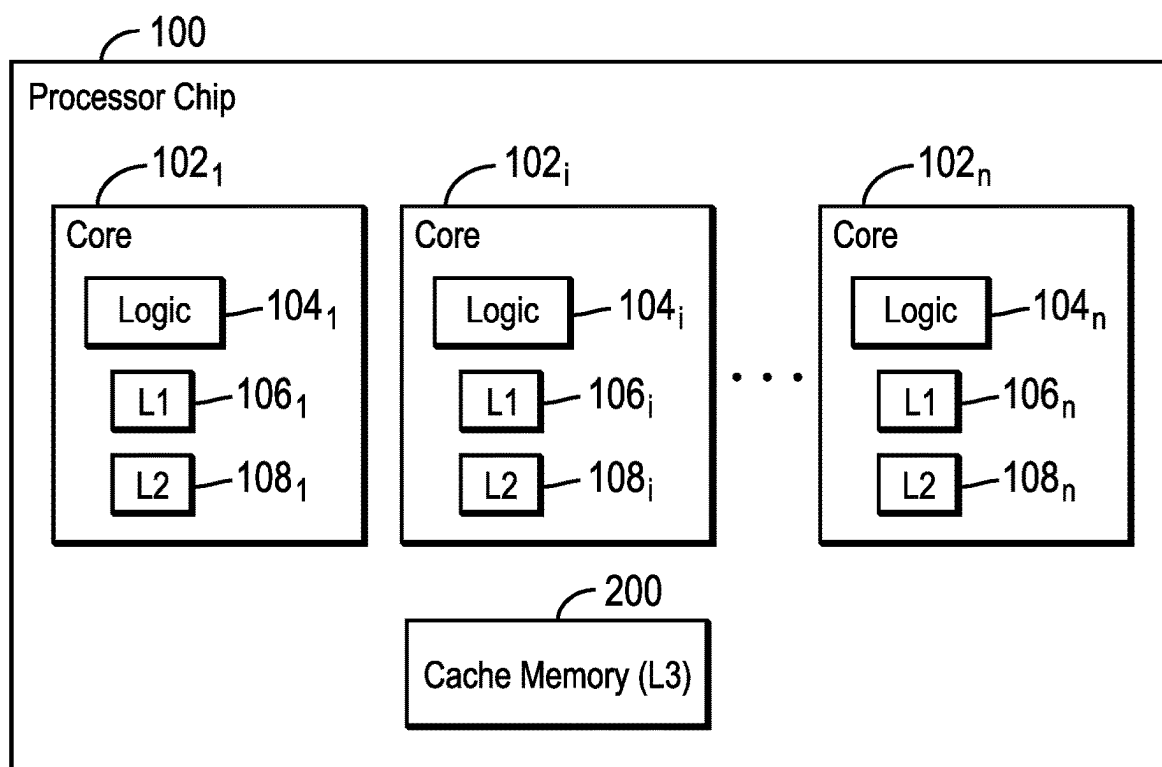 100
Processor Chip
102₁ 102ᵢ 102ₙ
Core Core Core
Logic 104₁ Logic 104ᵢ Logic 104ₙ
L1 106₁ L1 106ᵢ • • • L1 106ₙ
L2 108₁ L2 108ᵢ L2 108ₙ
200
Cache Memory (L3)